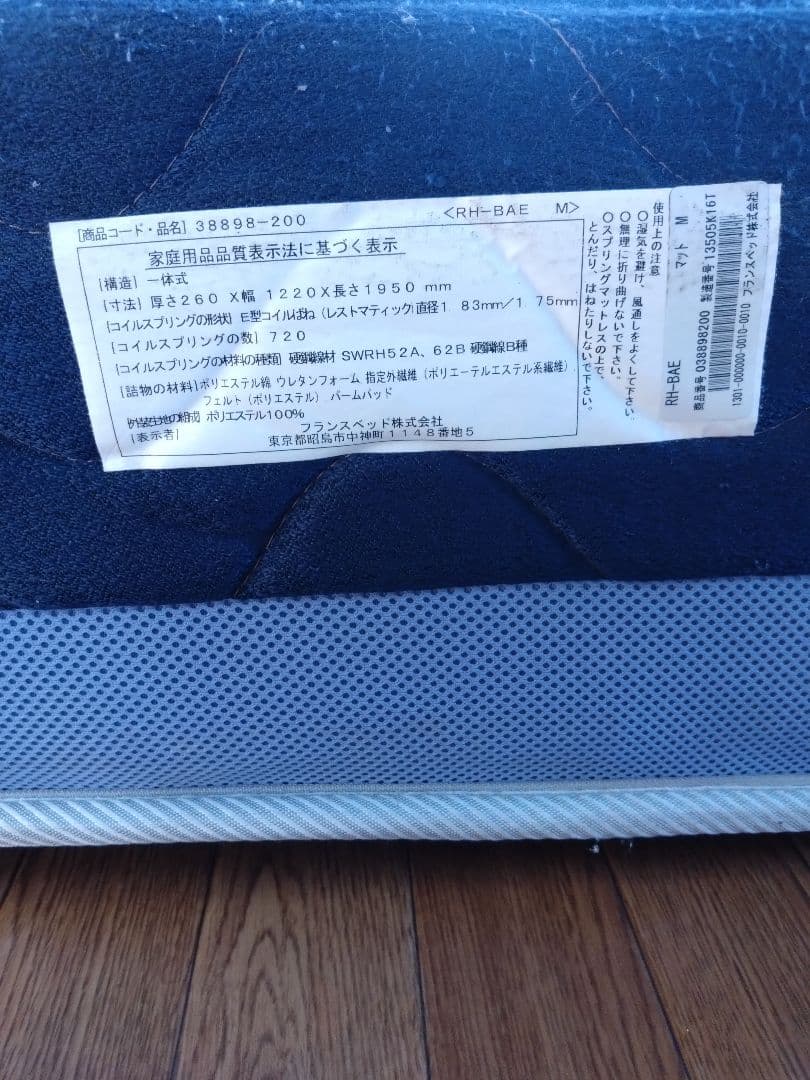 [商品コード・品名] 38898-200 <RH-BAE M>
家庭用品品質表示法に基づく表示
[構造] 一体式
[寸法] 厚さ260 X幅 1220X長さ1950 mm
[コイルスプリングの形状] E型コイルばね (レストマティック) 直径1 83mm/1 75mm
[コイルスプリングの数] 720
[コイルスプリングの材料の種類] 硬鋼線材 SWRH52A、62B 硬鋼線B種
[詰物の材料] ポリエステル綿 ウレタンフォーム 指定外繊維 (ポリエーテルエステル系繊維)
フェルト (ポリエステル) パームパッド
[外装生地の組成] ポリエステル100%
[表示者] フランスベッド株式会社
東京都昭島市中神町1148番地5
使用上の注意
○湿気を避け、風通しをよくして下さい。
○無理に折り曲げないで下さい。
○スプリングマットレスの上で、
とんだり、はねたりしないで下さい。
RH-BAE マット M
商品番号 038898200 製造番号 13505K16T
1301-000000-0010-0010 フランスベッド株式会社